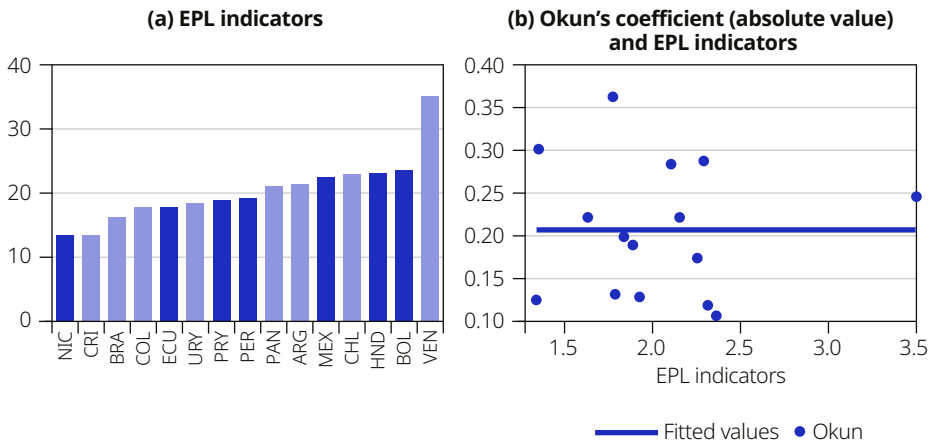 (a) EPL indicators
40
30
20
10
0
NIC
CRI
BRA
COL
ECU
URY
PRY
PER
PAN
ARG
MEX
CHL
HND
BOL
VEN
(b) Okun's coefficient (absolute value)
and EPL indicators
0.40
0.35
0.30
0.25
0.20
0.15
0.10
1.5 2.0 2.5 3.0 3.5
EPL indicators
Fitted values Okun